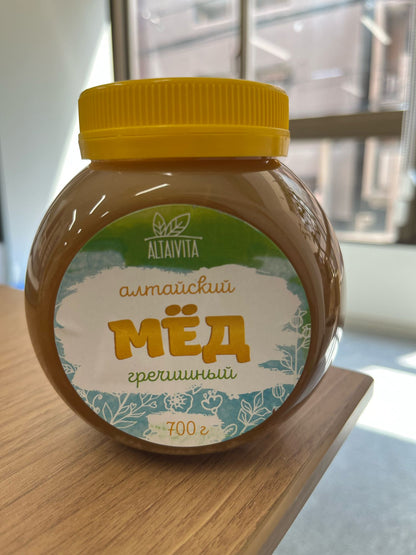 ALTAIVITA
алтайский
МЁД
гречишный
700 г